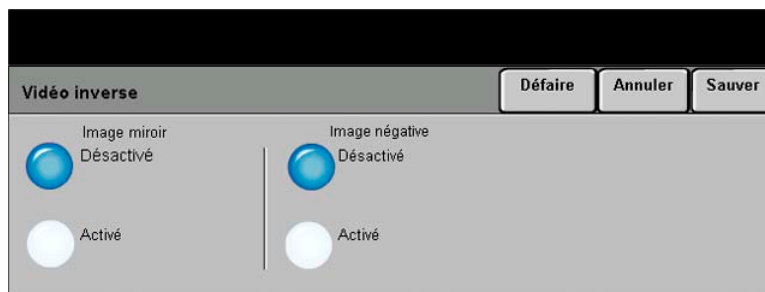 Vidéo inverse
Défaire
Annuler
Sauver
Image miroir
Désactivé
Activé
Image négative
Désactivé
Activé